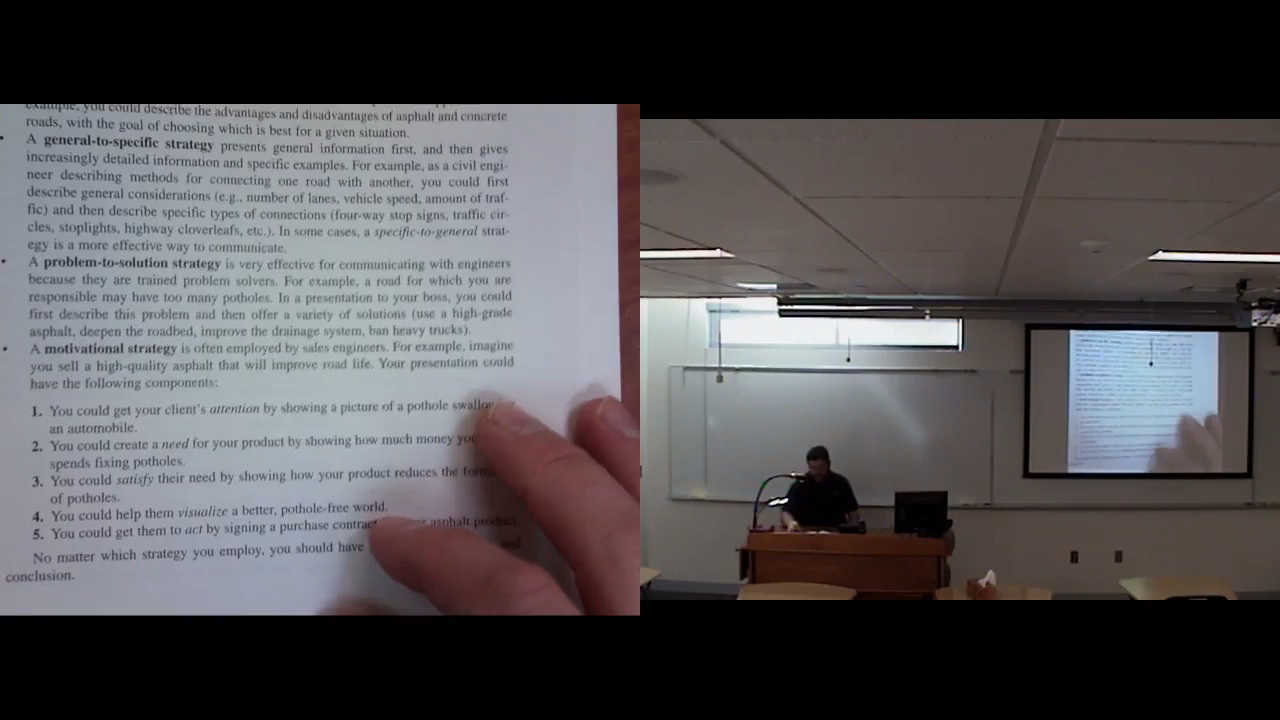 example, you could describe the advantages and disadvantages of asphalt and concrete
roads, with the goal of choosing which is best for a given situation.
• A general-to-specific strategy presents general information first, and then gives
increasingly detailed information and specific examples. For example, as a civil engi-
neer describing methods for connecting one road with another, you could first
describe general considerations (e.g., number of lanes, vehicle speed, amount of traf-
fic) and then describe specific types of connections (four-way stop signs, traffic cir-
cles, stoplights, highway cloverleafs, etc.). In some cases, a specific-to-general strat-
egy is a more effective way to communicate.
• A problem-to-solution strategy is very effective for communicating with engineers
because they are trained problem solvers. For example, a road for which you are
responsible may have too many potholes. In a presentation to your boss, you could
first describe this problem and then offer a variety of solutions (use a high-grade
asphalt, deepen the roadbed, improve the drainage system, ban heavy trucks).
• A motivational strategy is often employed by sales engineers. For example, imagine
you sell a high-quality asphalt that will improve road life. Your presentation could
have the following components:
1. You could get your client's attention by showing a picture of a pothole
an automobile.
2. You could create a need for your product by showing how much money
spends fixing potholes.
3. You could satisfy their need by showing how your product reduces the
of potholes.
4. You could help them visualize a better, pothole-free world.
5. You could get them to act by signing a purchase asphalt product.
No matter which strategy you employ, you should have and
conclusion.